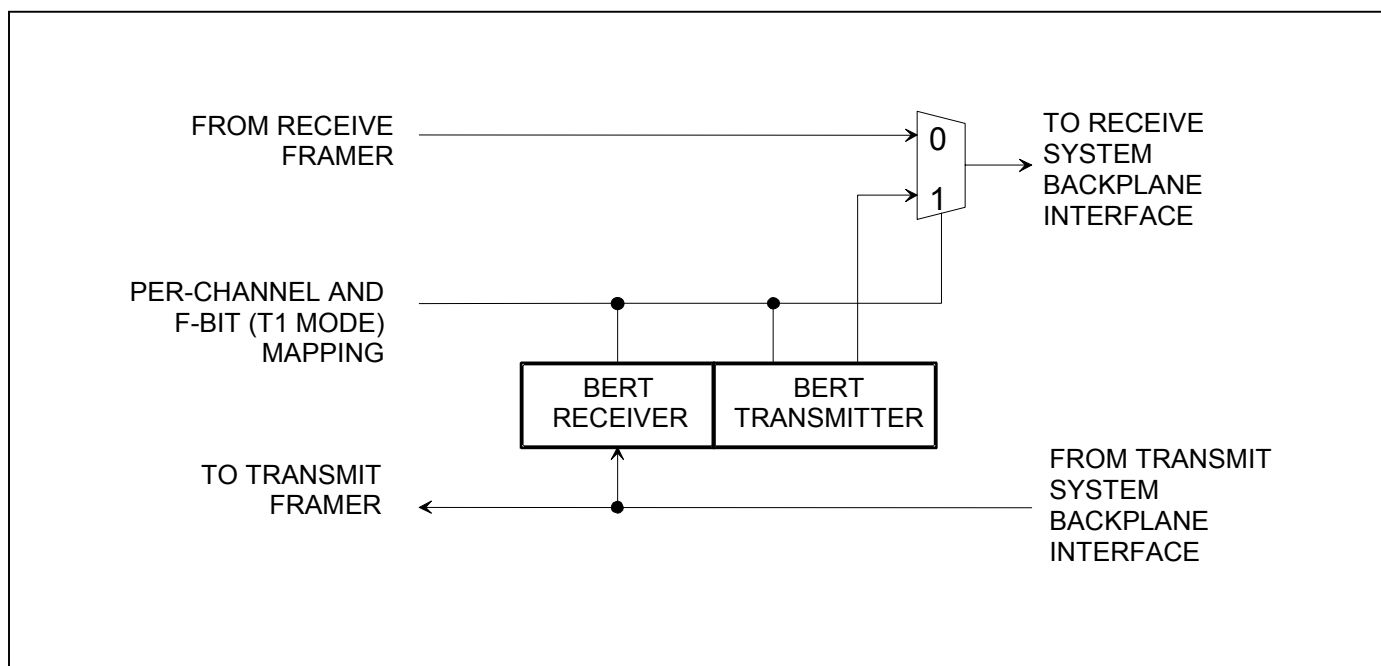 FROM RECEIVE
FRAMER
0
TO RECEIVE
SYSTEM
BACKPLANE
INTERFACE
1
PER-CHANNEL AND
F-BIT (T1 MODE)
MAPPING
BERT
RECEIVER
BERT
TRANSMITTER
TO TRANSMIT
FRAMER
FROM TRANSMIT
SYSTEM
BACKPLANE
INTERFACE